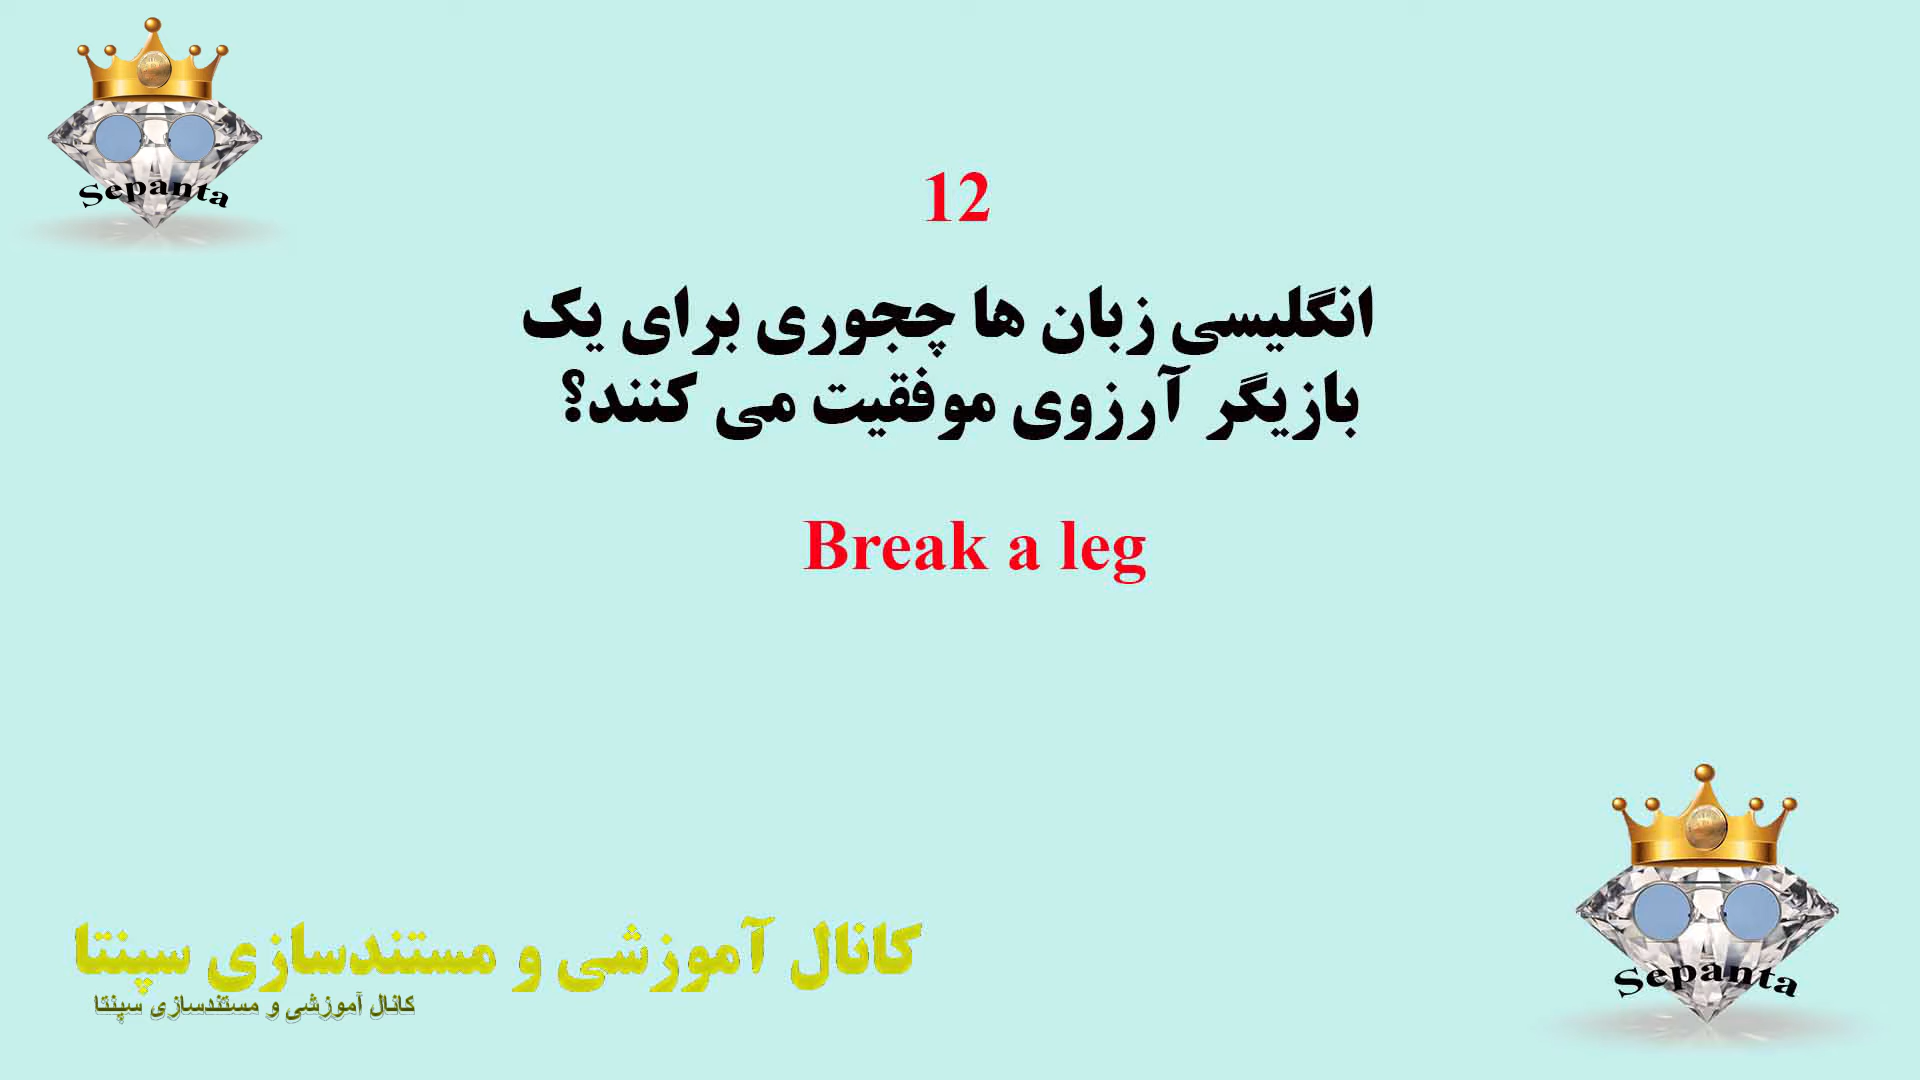 Sepanta
12
انگلیسی زبان ها چجوری برای یک
بازیگر آرزوی موفقیت می کنند؟
Break a leg
کانال آموزشی و مستندسازی سپنتا
کانال آموزشی و مستندسازی سپنتا
Sepanta